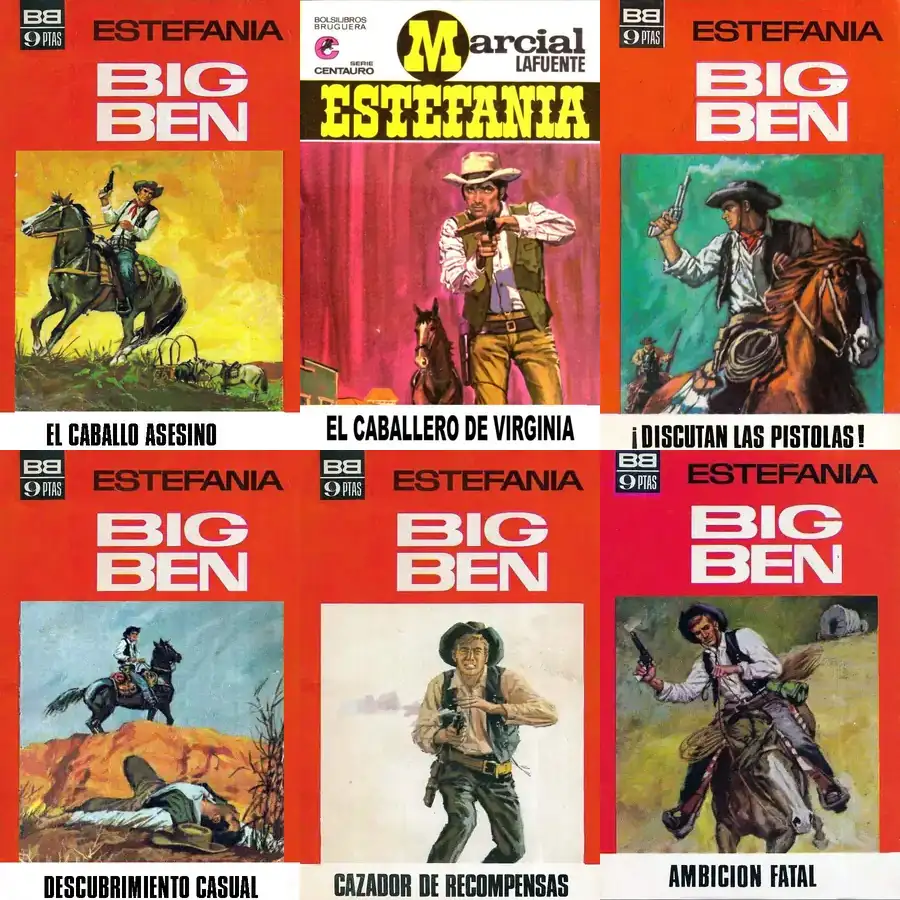 BB
9 PTAS
ESTEFANIA
BIG
BEN
EL CABALLO ASESINO
BOLSILIBROS
BRUGUERA
SERIE
CENTAURO
Marcial
LAFUENTE
ESTEFANIA
EL CABALLERO DE VIRGINIA
BB
9 PTAS
ESTEFANIA
BIG
BEN
¡DISCUTAN LAS PISTOLAS!
BB
9 PTAS
ESTEFANIA
BIG
BEN
DESCUBRIMIENTO CASUAL
BB
9 PTAS
ESTEFANIA
BIG
BEN
CAZADOR DE RECOMPENSAS
BB
9 PTAS
ESTEFANIA
BIG
BEN
AMBICION FATAL